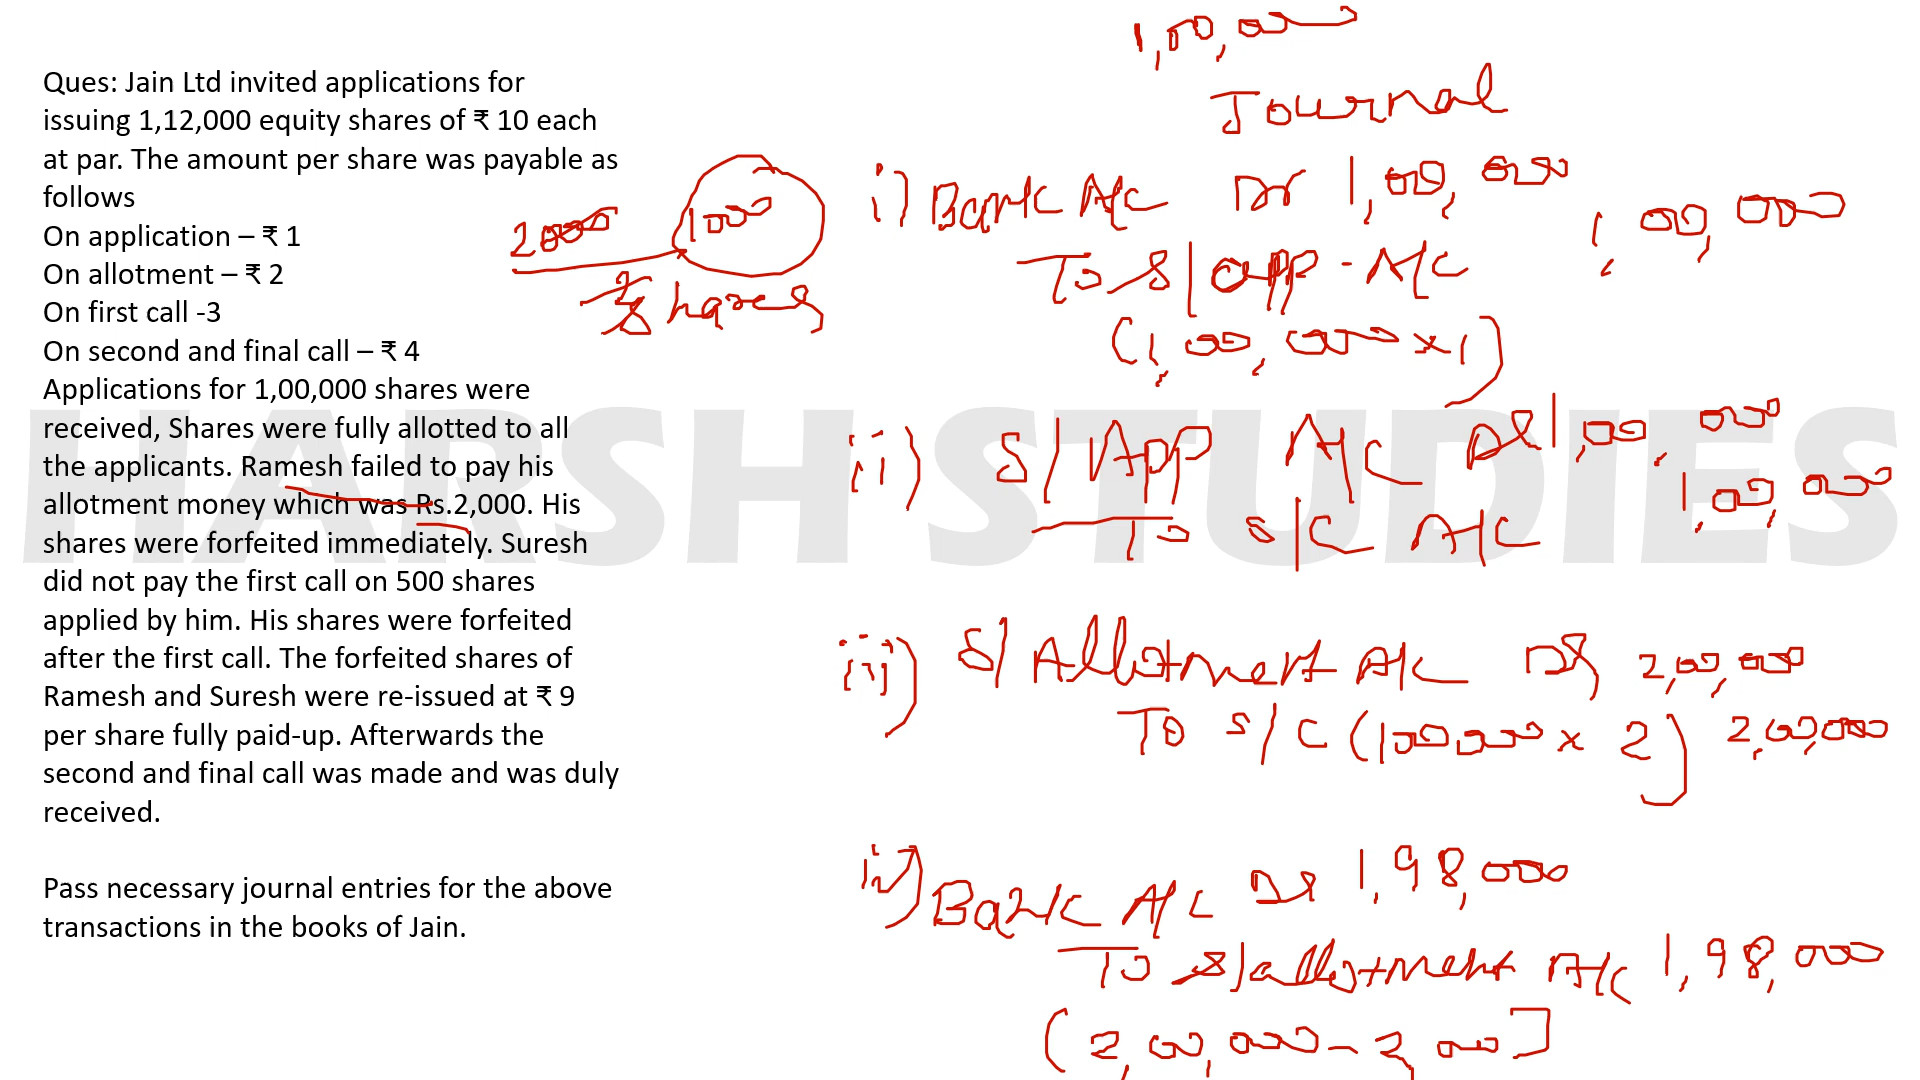 Ques: Jain Ltd invited applications for
issuing 1,12,000 equity shares of ₹ 10 each
at par. The amount per share was payable as
follows
On application – ₹ 1
On allotment – ₹ 2
On first call -3
On second and final call – ₹ 4
Applications for 1,00,000 shares were
received, Shares were fully allotted to all
the applicants. Ramesh failed to pay his
allotment money which was Rs.2,000. His
shares were forfeited immediately. Suresh
did not pay the first call on 500 shares
applied by him. His shares were forfeited
after the first call. The forfeited shares of
Ramesh and Suresh were re-issued at ₹ 9
per share fully paid-up. Afterwards the
second and final call was made and was duly
received.
Pass necessary journal entries for the above
transactions in the books of Jain.
HARSH STUDIES
2000
2
1000
Shares
1,00,000
Journal
i) Bank A/c Dr 1,00,000
To S/App-A/c 1,00,000
(1,00,000 x 1)
ii) S/App A/c Dr 1,00,000
To S/C A/C 1,00,000
iii) S/Allotment A/c Dr 2,00,000
To S/C (100000 x 2) 2,00,000
iv) Bank A/c Dr 1,98,000
To S/allotment A/c 1,98,000
(2,00,000-2,000]